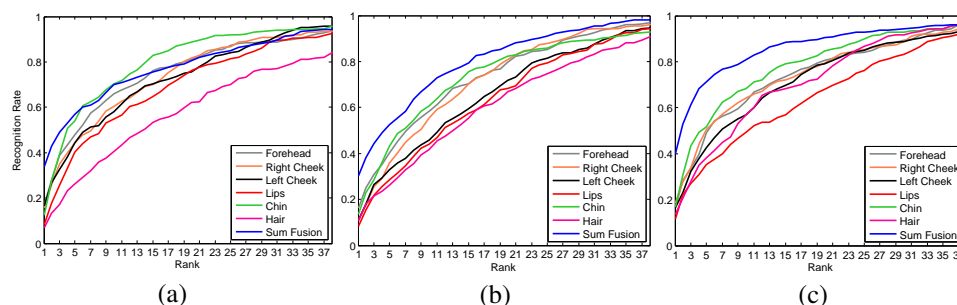 Recognition Rate
1
0.8
0.6
0.4
0.2
0
Forehead
Right Cheek
Left Cheek
Lips
Chin
Hair
Sum Fusion
1 3 5 7 9 11 13 15 17 19 21 23 25 27 29 31 33 35 37
Rank
(a)
1
0.8
0.6
0.4
0.2
0
Forehead
Right Cheek
Left Cheek
Lips
Chin
Hair
Sum Fusion
1 3 5 7 9 11 13 15 17 19 21 23 25 27 29 31 33 35 37
Rank
(b)
1
0.8
0.6
0.4
0.2
0
Forehead
Right Cheek
Left Cheek
Lips
Chin
Hair
Sum Fusion
1 3 5 7 9 11 13 15 17 19 21 23 25 27 29 31 33 35
Rank
(c)